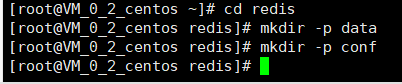 [root@VM_0_2_centos ~]# cd redis
[root@VM_0_2_centos redis]# mkdir -p data
[root@VM_0_2_centos redis]# mkdir -p conf
[root@VM_0_2_centos redis]#